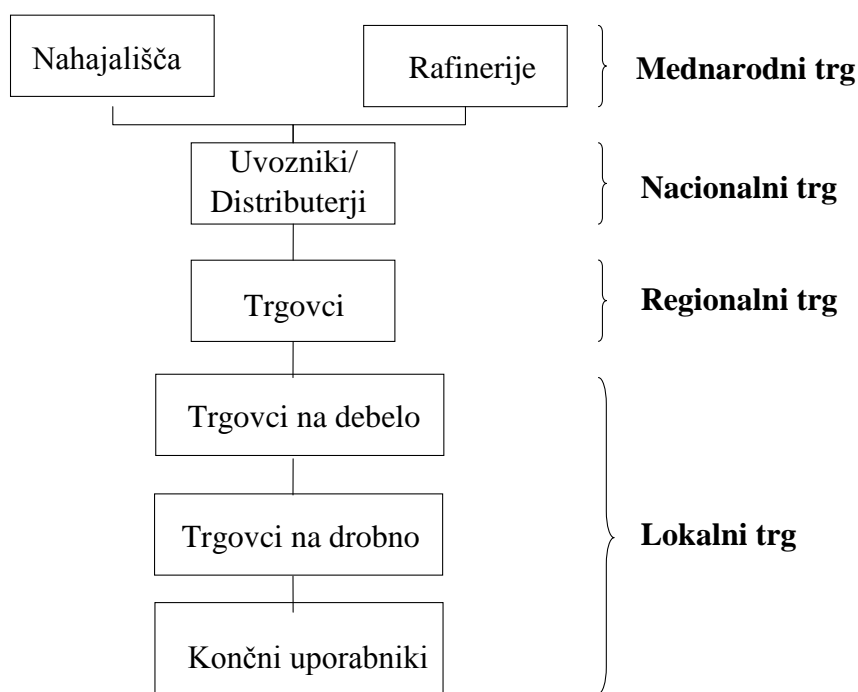 Nahajališča
Rafinerije
Mednarodni trg
Uvozniki/
Distributerji
Nacionalni trg
Trgovci
Regionalni trg
Trgovci na debelo
Trgovci na drobno
Lokalni trg
Končni uporabniki